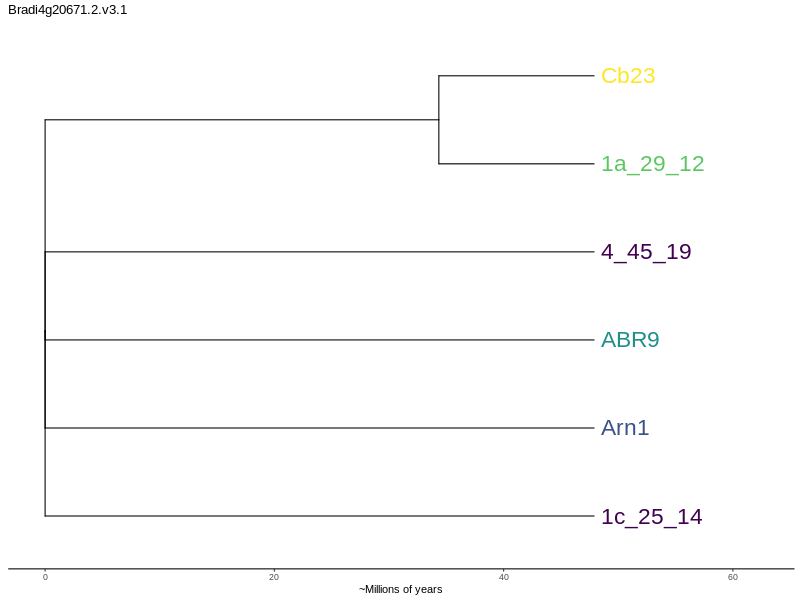 Bradi4g20671.2.v3.1
Cb23
1a_29_12
4_45_19
ABR9
Arn1
1c_25_14
0 20 40 60
~Millions of years